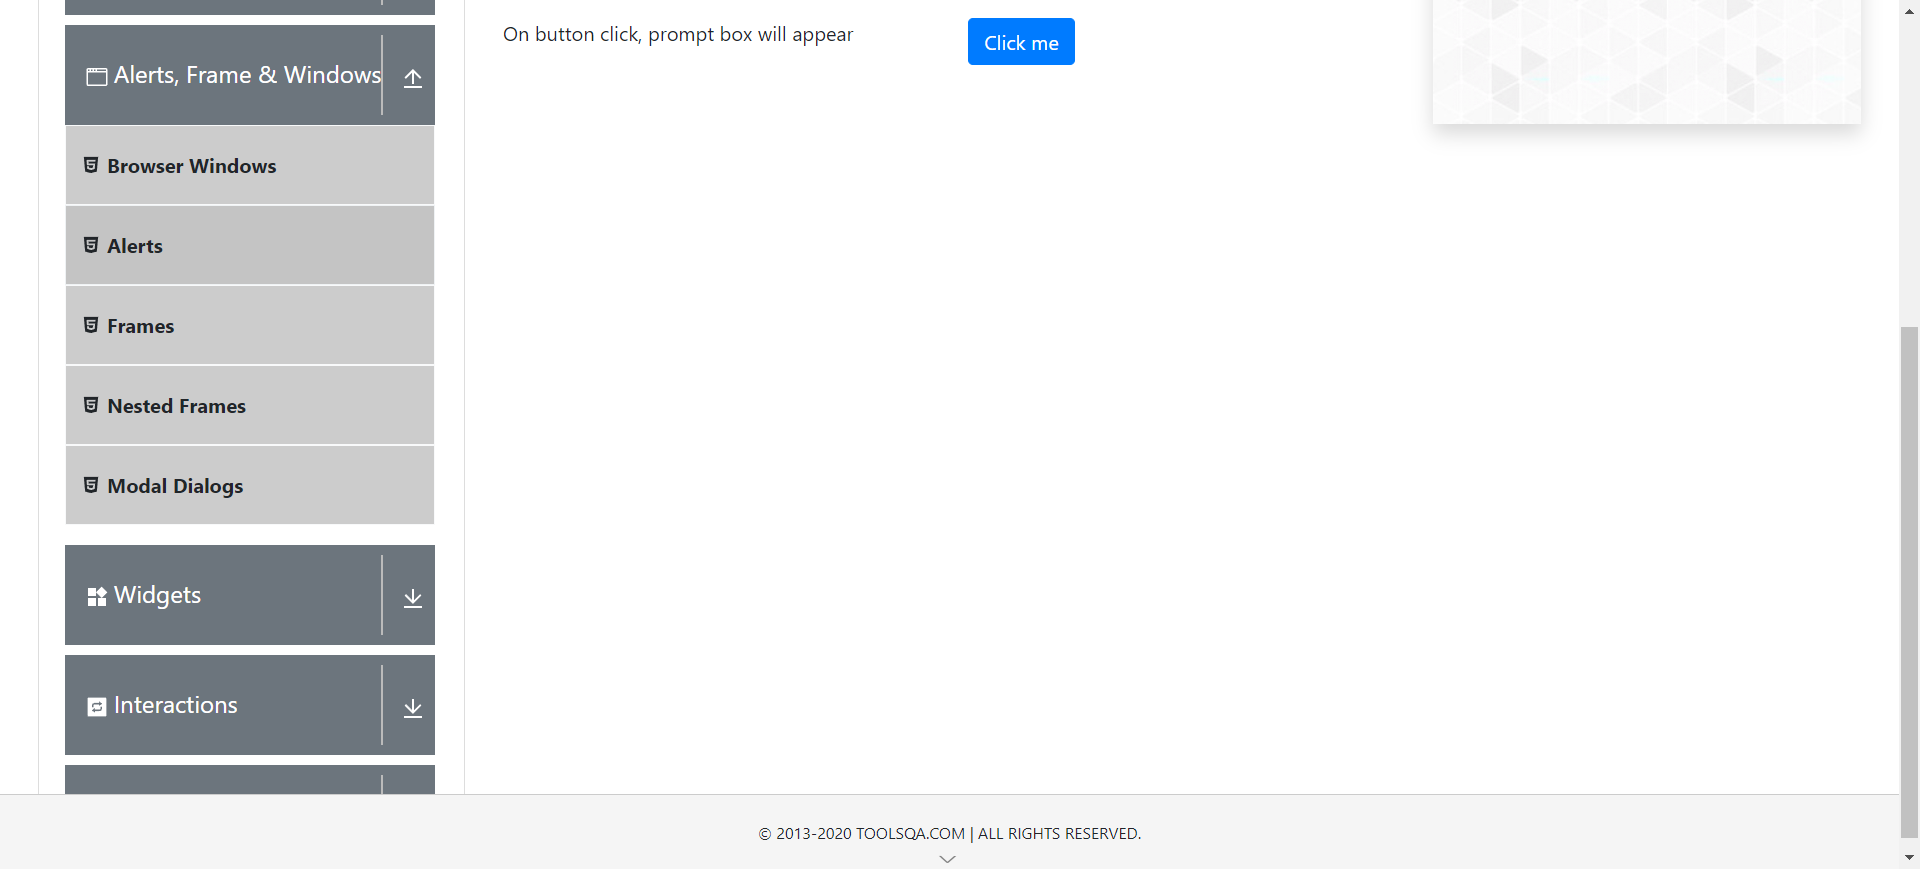 Alerts, Frame & Windows
Browser Windows
Alerts
Frames
Nested Frames
Modal Dialogs
Widgets
Interactions
On button click, prompt box will appear
Click me
© 2013-2020 TOOLSQA.COM | ALL RIGHTS RESERVED.